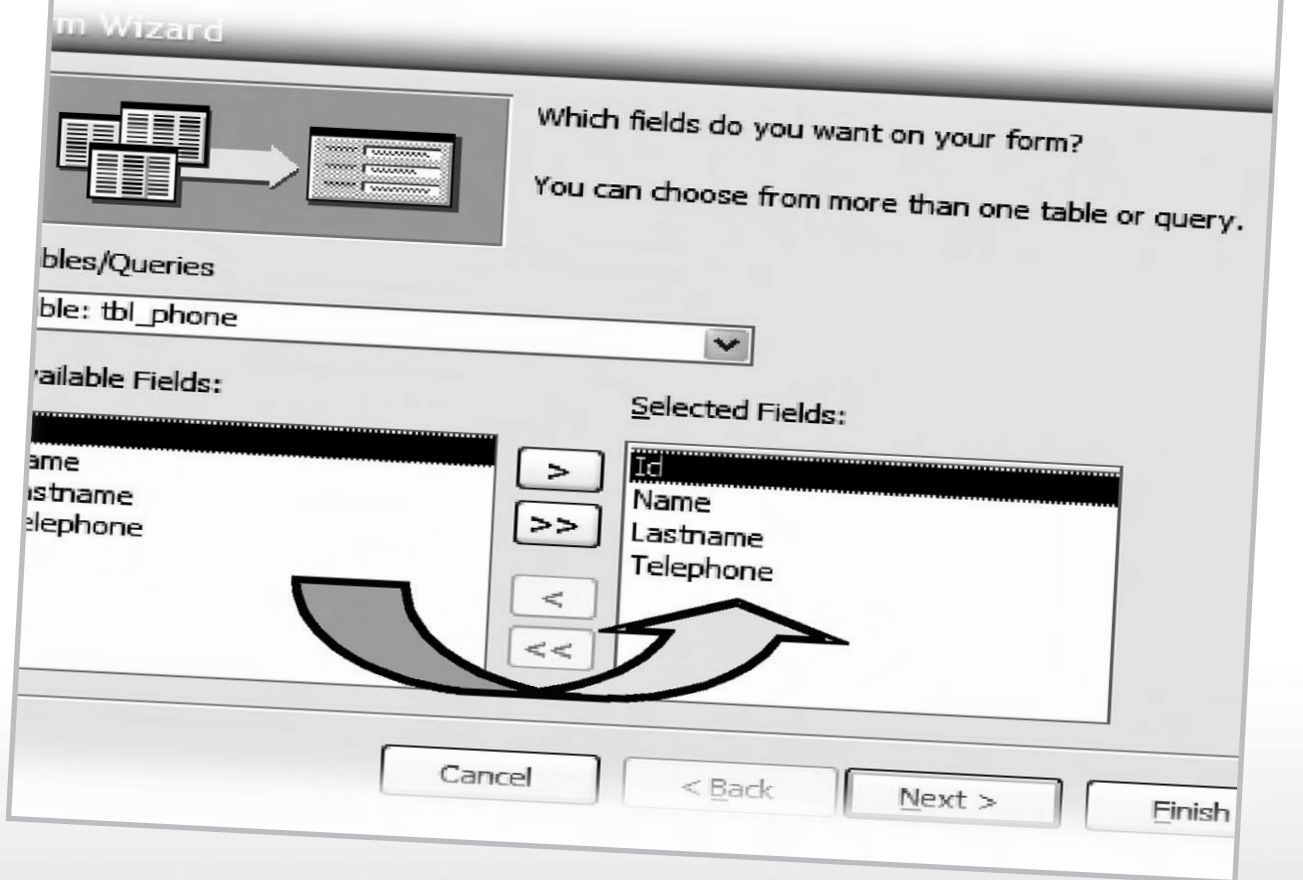 m Wizard
Which fields do you want on your form?
You can choose from more than one table or query.
bles/Queries
ble: tbl_phone
vailable Fields:
Selected Fields:
ame
astname
elephone
>
>>
<
<<
Id
Name
Lastname
Telephone
Cancel
< Back
Next >
Finish